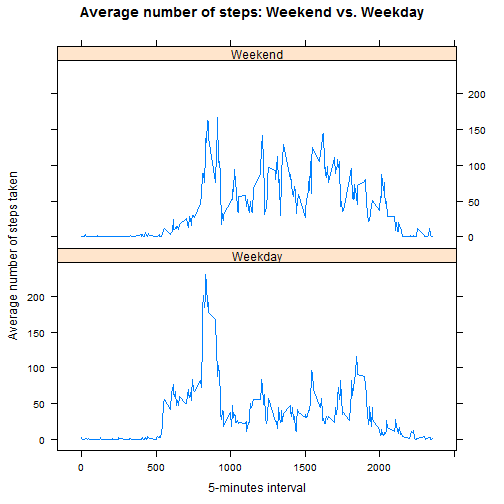 Average number of steps: Weekend vs. Weekday
Weekend
200
150
100
50
0
Weekday
200
150
100
50
0
0 500 1000 1500 2000
5-minutes interval
Average number of steps taken